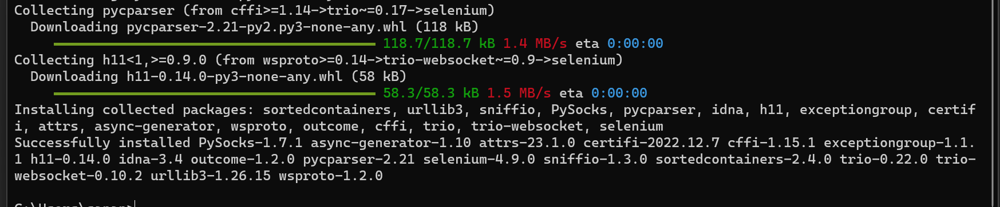 Collecting pycparser (from cffi>=1.14->trio~=0.17->selenium)
Downloading pycparser-2.21-py2.py3-none-any.whl (118 kB)
118.7/118.7 kB 1.4 MB/s eta 0:00:00
Collecting h11<1,>=0.9.0 (from wsproto>=0.14->trio-websocket~=0.9->selenium)
Downloading h11-0.14.0-py3-none-any.whl (58 kB)
58.3/58.3 kB 1.5 MB/s eta 0:00:00
Installing collected packages: sortedcontainers, urllib3, sniffio, PySocks, pycparser, idna, h11, exceptiongroup, certif
i, attrs, async-generator, wsproto, outcome, cffi, trio, trio-websocket, selenium
Successfully installed PySocks-1.7.1 async-generator-1.10 attrs-23.1.0 certifi-2022.12.7 cffi-1.15.1 exceptiongroup-1.1.
1 h11-0.14.0 idna-3.4 outcome-1.2.0 pycparser-2.21 selenium-4.9.0 sniffio-1.3.0 sortedcontainers-2.4.0 trio-0.22.0 trio-
websocket-0.10.2 urllib3-1.26.15 wsproto-1.2.0